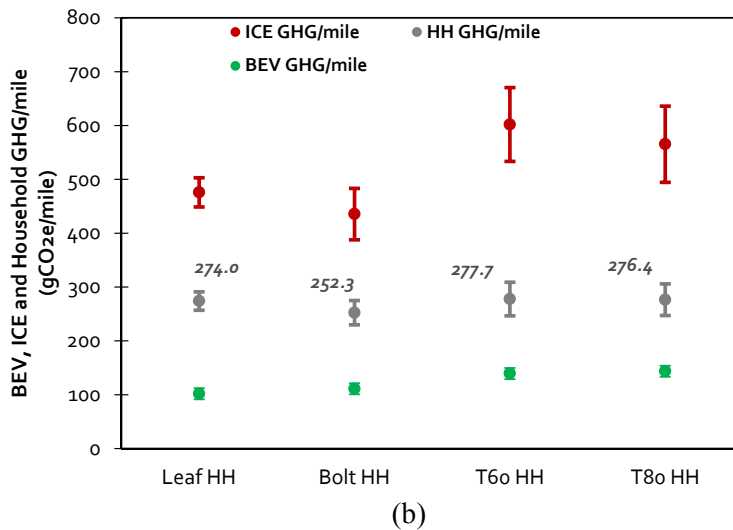 800
700
600
500
400
300
200
100
0
BEV, ICE and Household GHG/mile
(gCO2e/mile)
ICE GHG/mile
HH GHG/mile
BEV GHG/mile
274.0
252.3
277.7
276.4
Leaf HH
Bolt HH
T60 HH
T80 HH
(b)